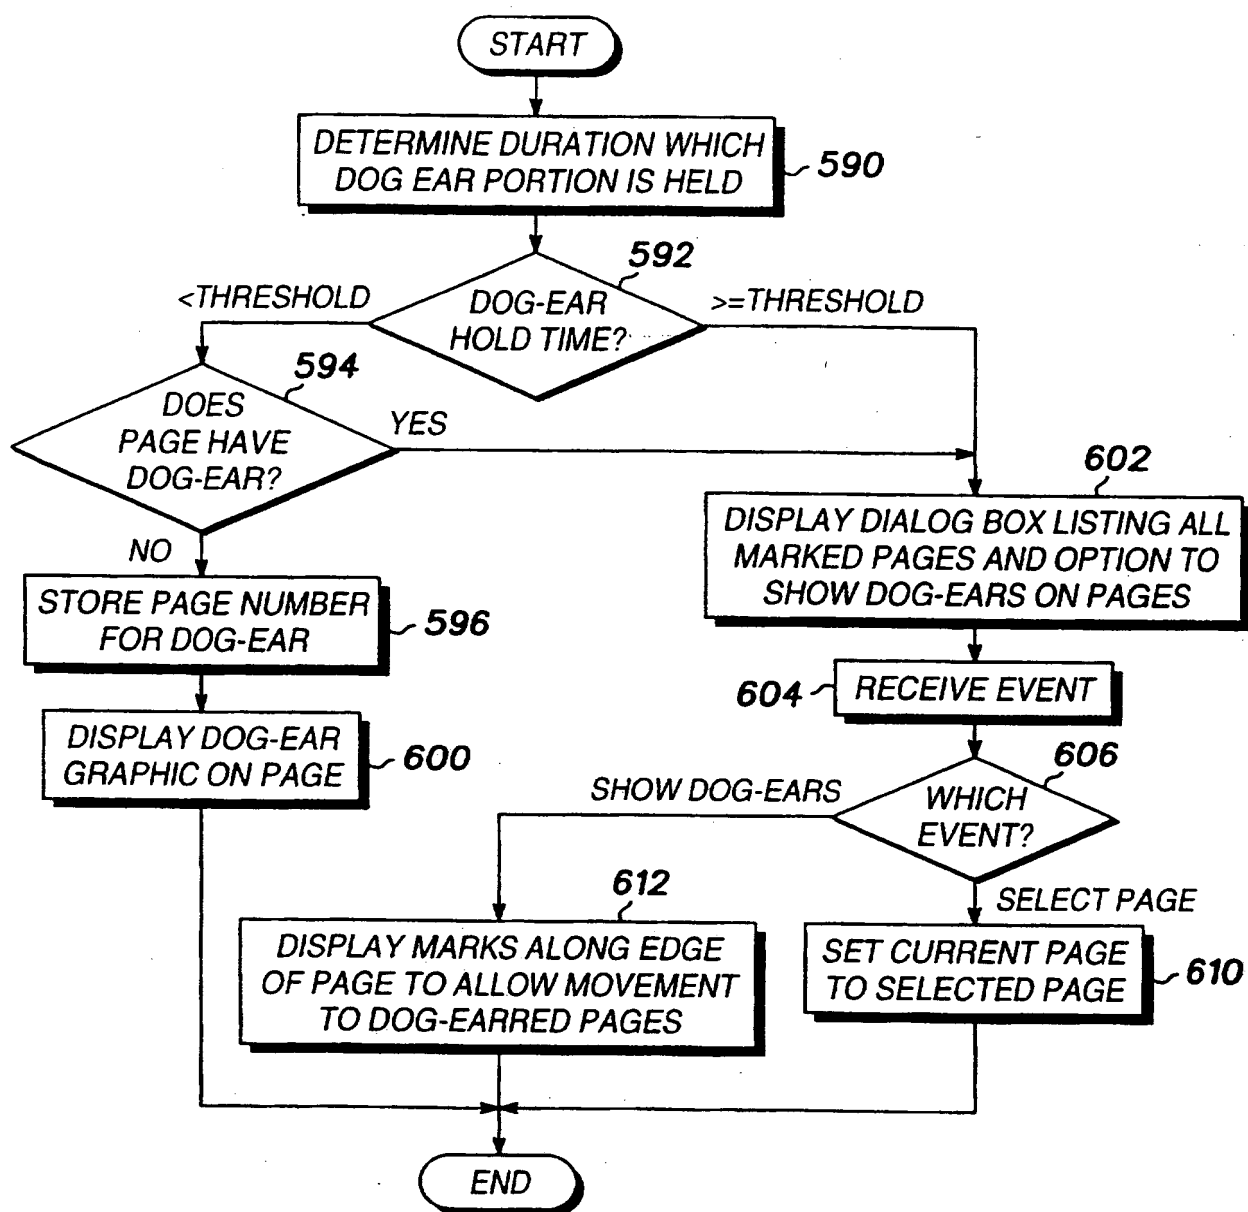 START
DETERMINE DURATION WHICH
DOG EAR PORTION IS HELD
590
592
<THRESHOLD
DOG-EAR
HOLD TIME?
>=THRESHOLD
594
DOES
PAGE HAVE
DOG-EAR?
YES
NO
602
DISPLAY DIALOG BOX LISTING ALL
MARKED PAGES AND OPTION TO
SHOW DOG-EARS ON PAGES
STORE PAGE NUMBER
FOR DOG-EAR
596
604
RECEIVE EVENT
DISPLAY DOG-EAR
GRAPHIC ON PAGE
600
606
SHOW DOG-EARS
WHICH
EVENT?
612
SELECT PAGE
DISPLAY MARKS ALONG EDGE
OF PAGE TO ALLOW MOVEMENT
TO DOG-EARRED PAGES
SET CURRENT PAGE
TO SELECTED PAGE
610
END